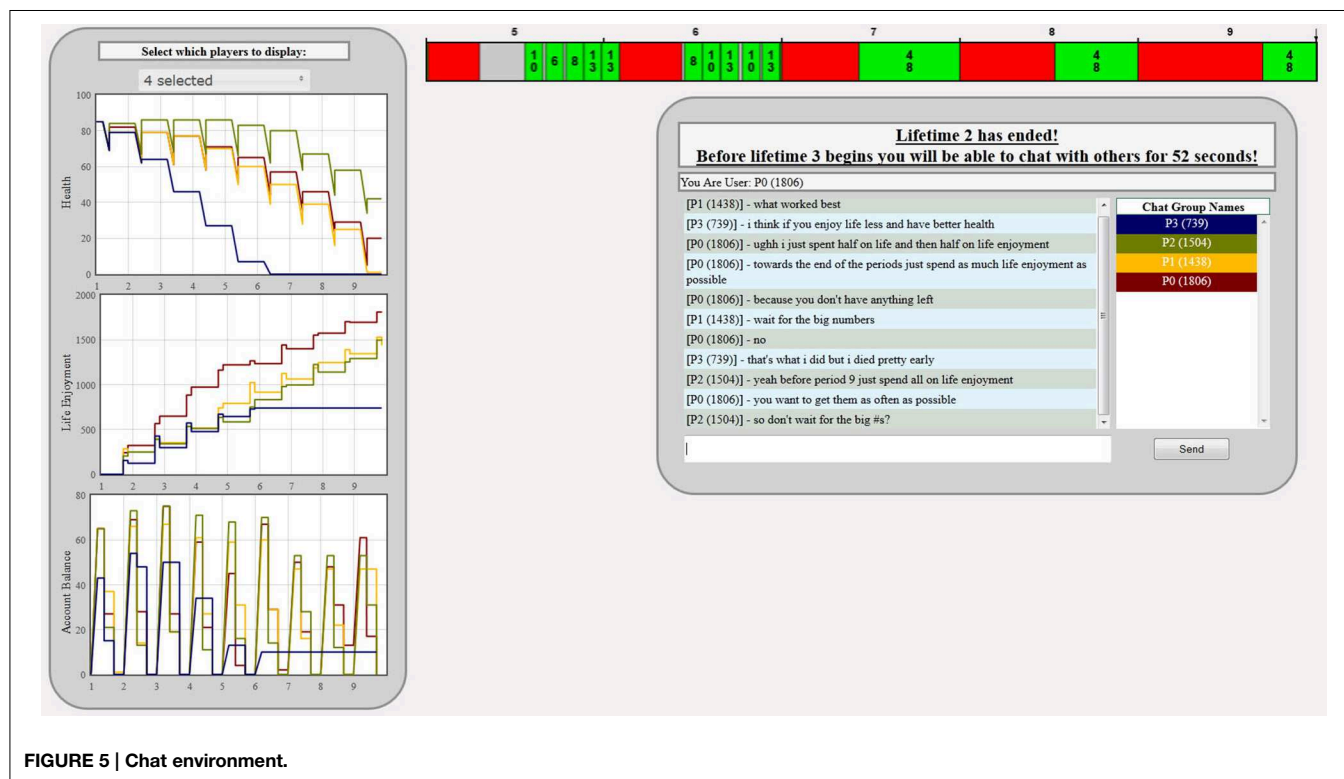 Select which players to display:
4 selected
100
80
60
40
20
0
Health
1 2 3 4 5 6 7 8 9
2000
1500
1000
500
0
Life Enjoyment
1 2 3 4 5 6 7 8 9
80
60
40
20
0
Account Balance
1 2 3 4 5 6 7 8 9
5 6 7 8 9
10 6 8 13 13 8 10 13 10 13 48 48 48
Lifetime 2 has ended!
Before lifetime 3 begins you will be able to chat with others for 52 seconds!
You Are User: P0 (1806)
[P1 (1438)] - what worked best
[P3 (739)] - i think if you enjoy life less and have better health
[P0 (1806)] - ughh i just spent half on life and then half on life enjoyment
[P0 (1806)] - towards the end of the periods just spend as much life enjoyment as
possible
[P0 (1806)] - because you don't have anything left
[P1 (1438)] - wait for the big numbers
[P0 (1806)] - no
[P3 (739)] - that's what i did but i died pretty early
[P2 (1504)] - yeah before period 9 just spend all on life enjoyment
[P0 (1806)] - you want to get them as often as possible
[P2 (1504)] - so don't wait for the big #s?
Chat Group Names
P3 (739)
P2 (1504)
P1 (1438)
P0 (1806)
Send
FIGURE 5 | Chat environment.